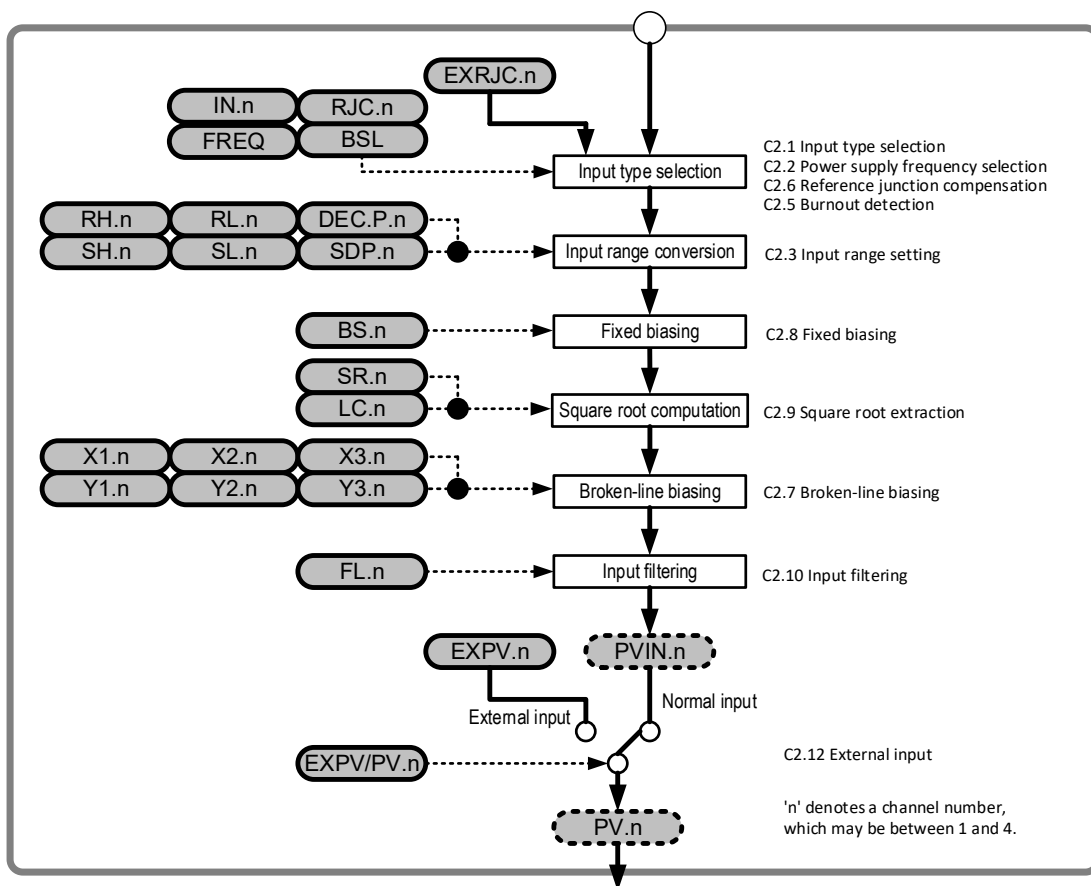 EXRJC.n
IN.n
RJC.n
FREQ
BSL
Input type selection
C2.1 Input type selection
C2.2 Power supply frequency selection
C2.6 Reference junction compensation
C2.5 Burnout detection
RH.n
RL.n
DEC.P.n
SH.n
SL.n
SDP.n
Input range conversion
C2.3 Input range setting
BS.n
Fixed biasing
C2.8 Fixed biasing
SR.n
LC.n
Square root computation
C2.9 Square root extraction
X1.n
X2.n
X3.n
Y1.n
Y2.n
Y3.n
Broken-line biasing
C2.7 Broken-line biasing
FL.n
Input filtering
C2.10 Input filtering
EXPV.n
PVIN.n
External input
Normal input
EXPV/PV.n
C2.12 External input
PV.n
'n' denotes a channel number,
which may be between 1 and 4.